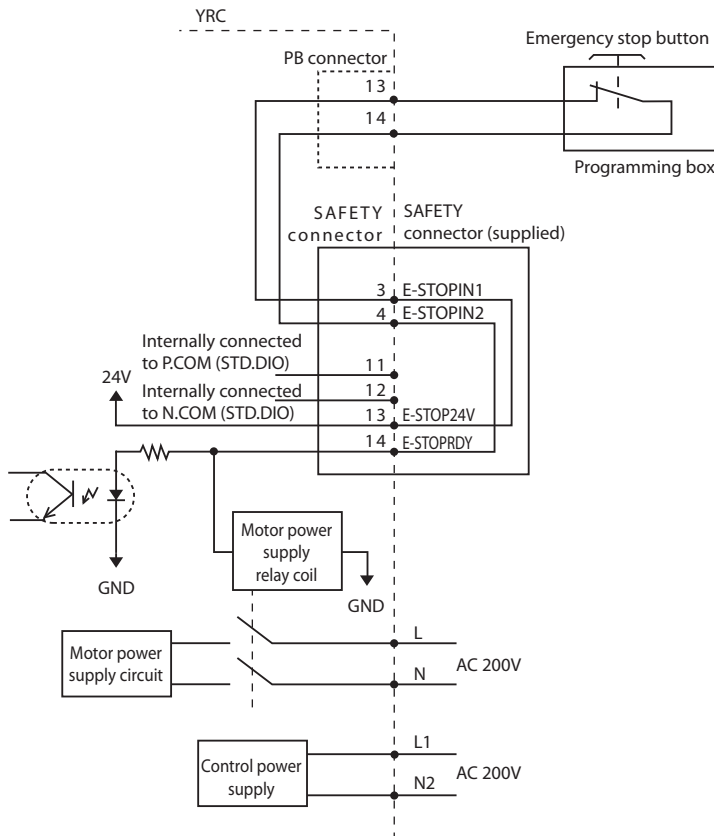 YRC
Emergency stop button
PB connector
13
14
Programming box
SAFETY
connector
SAFETY
connector (supplied)
3
E-STOPIN1
4
E-STOPIN2
Internally connected
to P.COM (STD.DIO)
11
24V
Internally connected
to N.COM (STD.DIO)
12
13
E-STOP24V
14
E-STOPRDY
Motor power
supply
relay coil
GND
GND
Motor power
supply circuit
L
N
AC 200V
Control power
supply
L1
N2
AC 200V